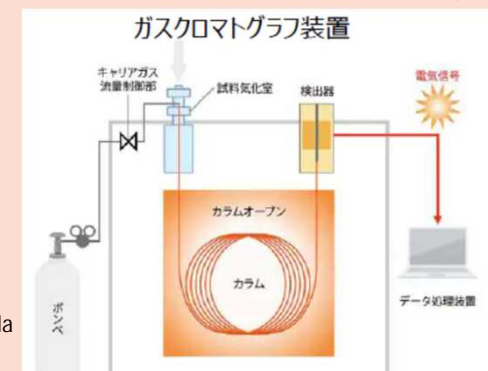 ガスクロマトグラフ装置
キャリアガス
流量制御部
試料気化室
検出器
電気信号
カラムオーブン
カラム
データ処理装置
ボンベ
la